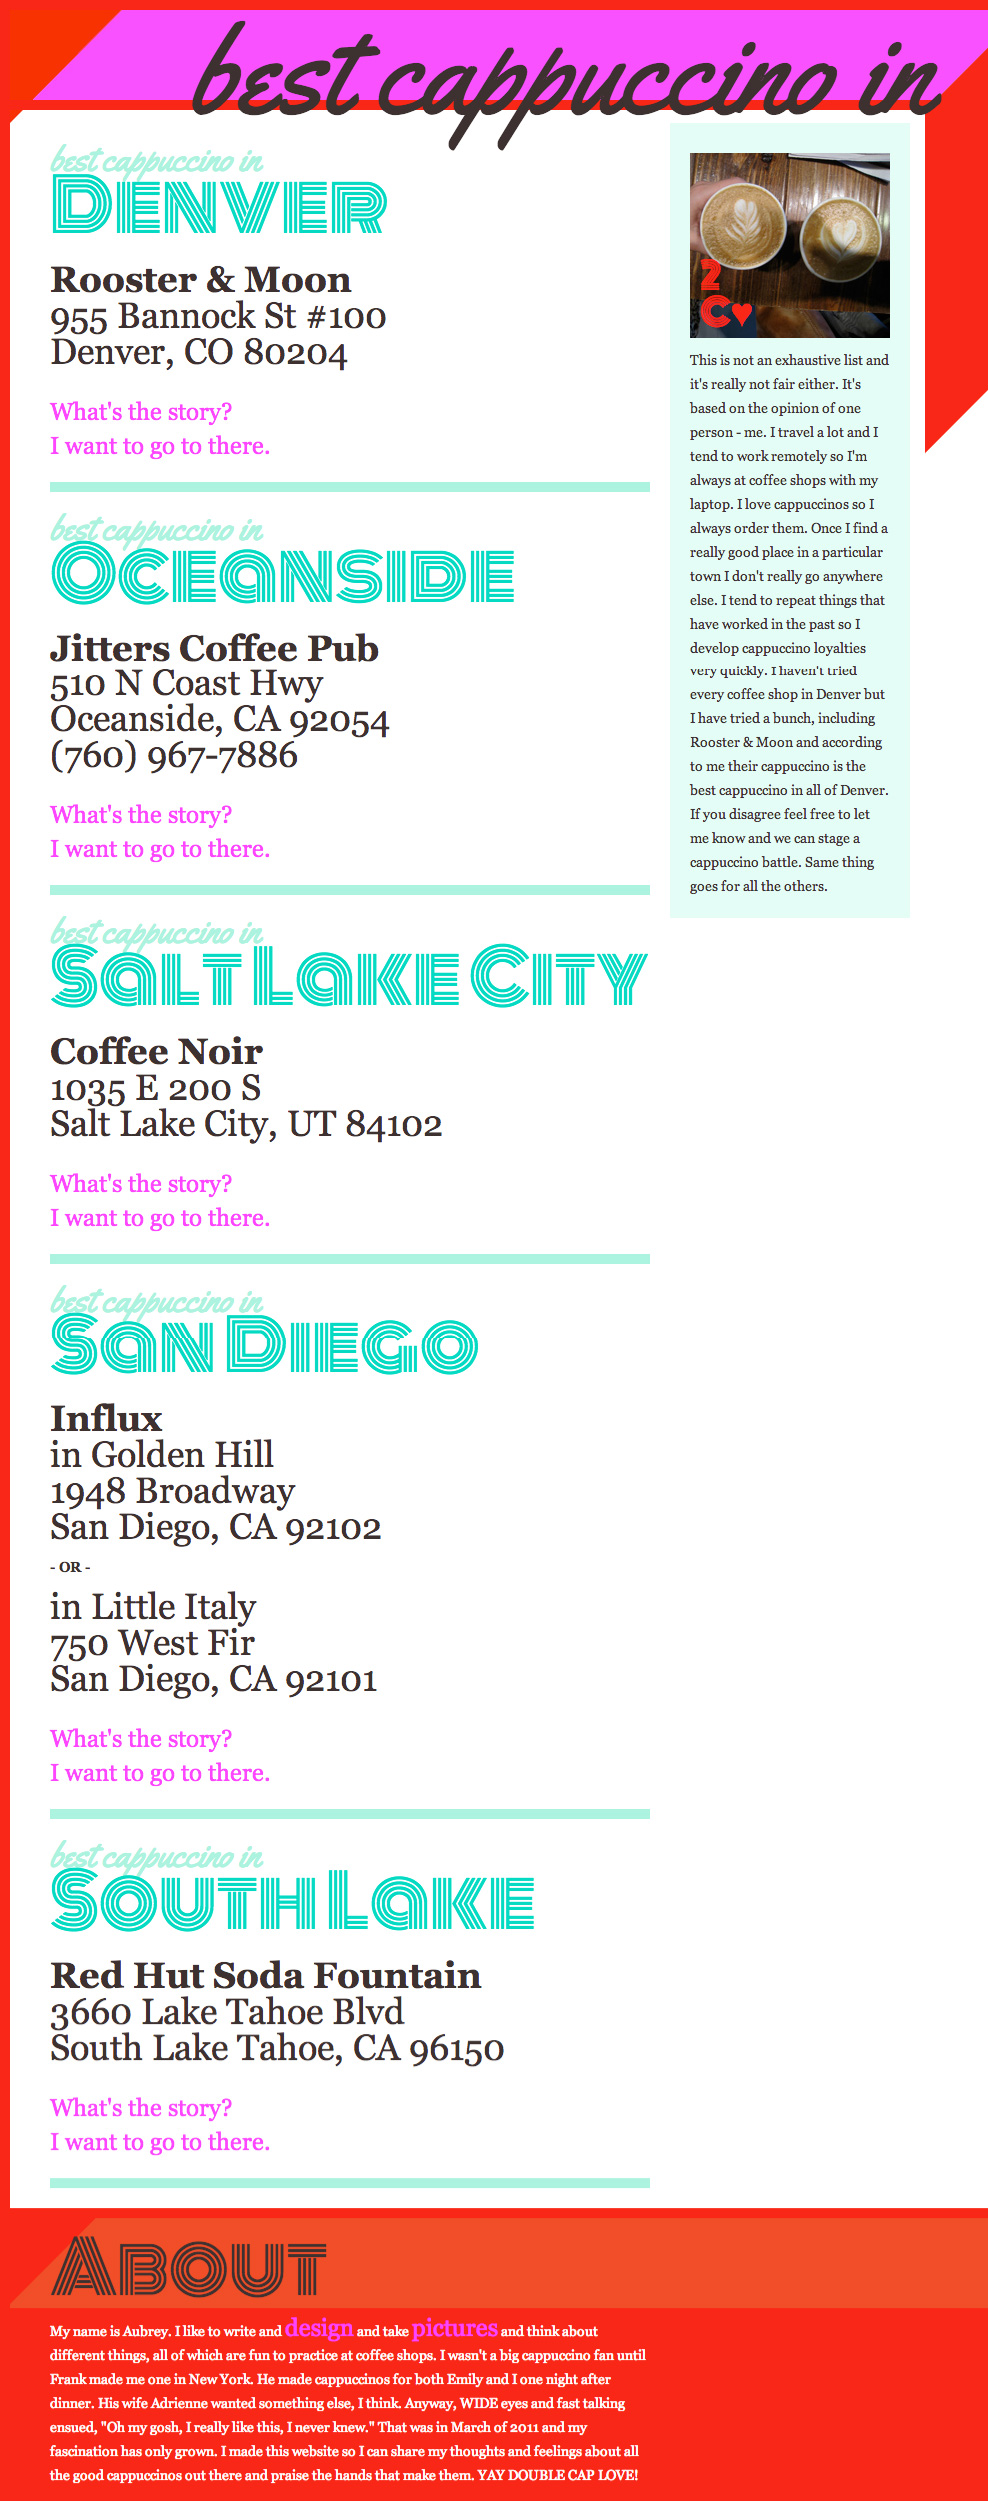 best cappuccino in
best cappuccino in
Denver
Rooster & Moon
955 Bannock St #100
Denver, CO 80204
What's the story?
I want to go to there.
best cappuccino in
Oceanside
Jitters Coffee Pub
510 N Coast Hwy
Oceanside, CA 92054
(760) 967-7886
What's the story?
I want to go to there.
best cappuccino in
Salt Lake City
Coffee Noir
1035 E 200 S
Salt Lake City, UT 84102
What's the story?
I want to go to there.
best cappuccino in
San Diego
Influx
in Golden Hill
1948 Broadway
San Diego, CA 92102
- OR -
in Little Italy
750 West Fir
San Diego, CA 92101
What's the story?
I want to go to there.
best cappuccino in
South Lake
Red Hut Soda Fountain
3660 Lake Tahoe Blvd
South Lake Tahoe, CA 96150
What's the story?
I want to go to there.
2
C♥
This is not an exhaustive list and
it's really not fair either. It's
based on the opinion of one
person - me. I travel a lot and I
tend to work remotely so I'm
always at coffee shops with my
laptop. I love cappuccinos so I
always order them. Once I find a
really good place in a particular
town I don't really go anywhere
else. I tend to repeat things that
have worked in the past so I
develop cappuccino loyalties
very quickly. I haven't tried
every coffee shop in Denver but
I have tried a bunch, including
Rooster & Moon and according
to me their cappuccino is the
best cappuccino in all of Denver.
If you disagree feel free to let
me know and we can stage a
cappuccino battle. Same thing
goes for all the others.
About
My name is Aubrey. I like to write and design and take pictures and think about
different things, all of which are fun to practice at coffee shops. I wasn't a big cappuccino fan until
Frank made me one in New York. He made cappuccinos for both Emily and I one night after
dinner. His wife Adrienne wanted something else, I think. Anyway, WIDE eyes and fast talking
ensued, "Oh my gosh, I really like this, I never knew." That was in March of 2011 and my
fascination has only grown. I made this website so I can share my thoughts and feelings about all
the good cappuccinos out there and praise the hands that make them. YAY DOUBLE CAP LOVE!